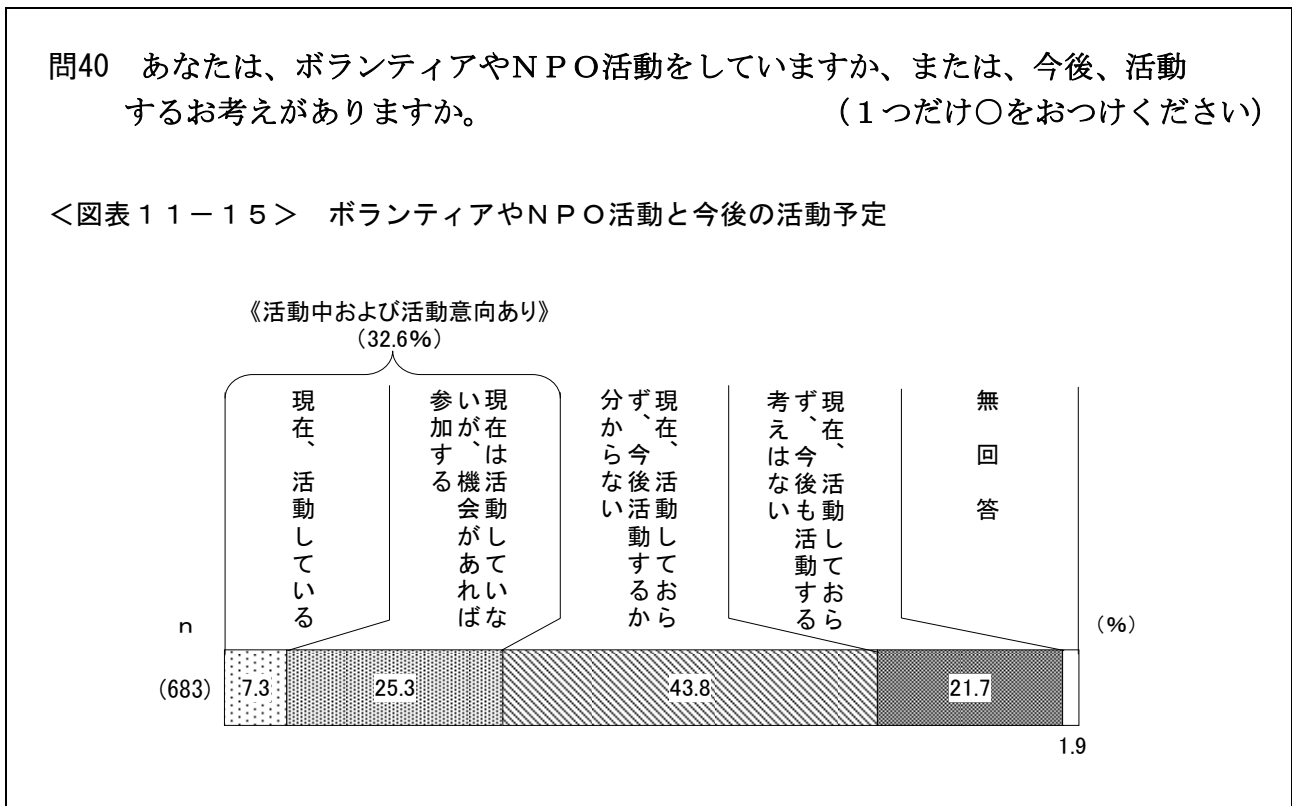 問40　あなたは、ボランティアやＮＰＯ活動をしていますか、または、今後、活動
するお考えがありますか。　（１つだけ○をおつけください）
＜図表１１－１５＞　ボランティアやＮＰＯ活動と今後の活動予定
《活動中および活動意向あり》
（32.6％）
現在、活動している
現在は活動していな
いが、機会があれば
参加する
現在、活動しておら
ず、今後活動するか
分からない
現在、活動しておら
ず、今後も活動する
考えはない
無回答
ｎ
（％）
(683)
7.3
25.3
43.8
21.7
1.9